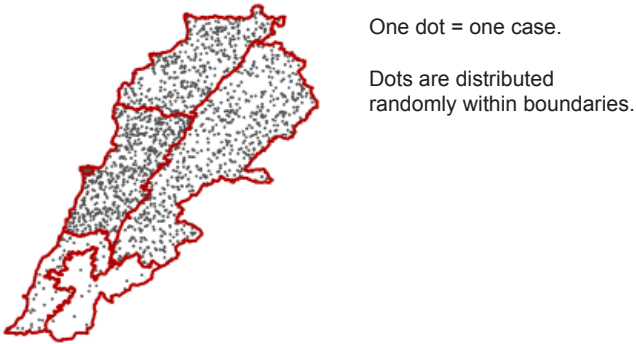 One dot = one case.
Dots are distributed
randomly within boundaries.